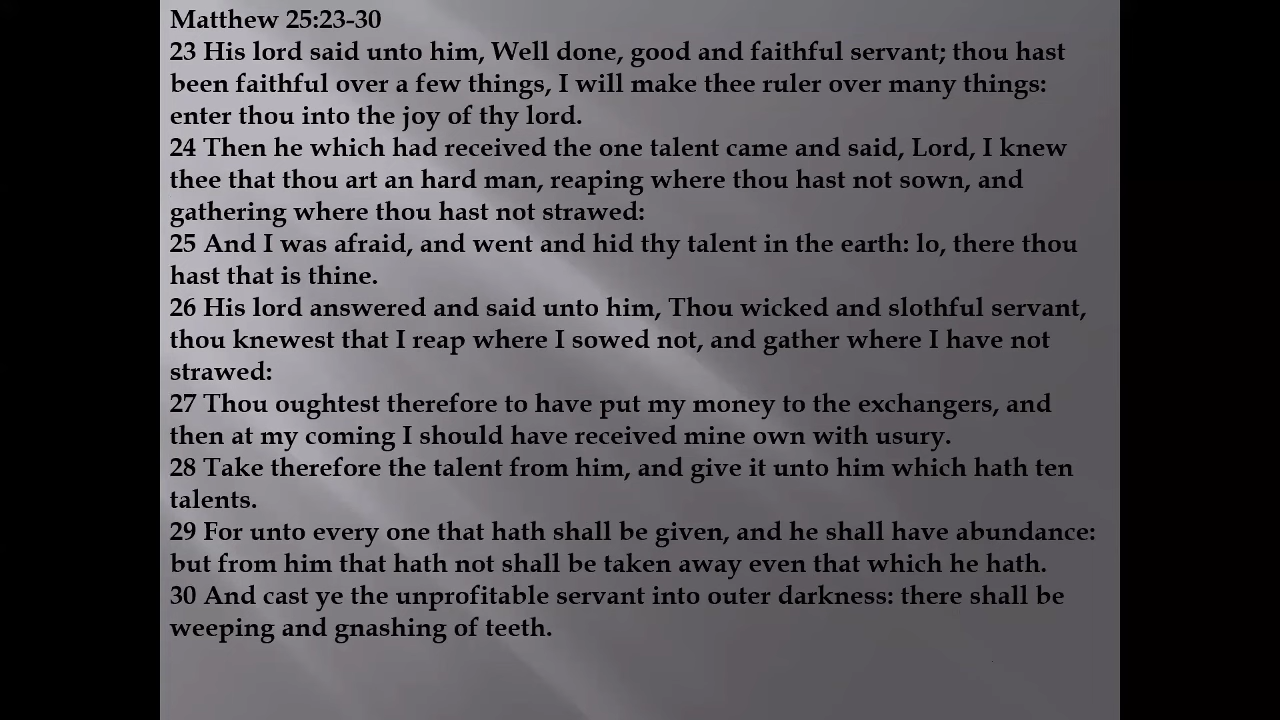 Matthew 25:23-30
23 His lord said unto him, Well done, good and faithful servant; thou hast
been faithful over a few things, I will make thee ruler over many things:
enter thou into the joy of thy lord.
24 Then he which had received the one talent came and said, Lord, I knew
thee that thou art an hard man, reaping where thou hast not sown, and
gathering where thou hast not strawed:
25 And I was afraid, and went and hid thy talent in the earth: lo, there thou
hast that is thine.
26 His lord answered and said unto him, Thou wicked and slothful servant,
thou knewest that I reap where I sowed not, and gather where I have not
strawed:
27 Thou oughtest therefore to have put my money to the exchangers, and
then at my coming I should have received mine own with usury.
28 Take therefore the talent from him, and give it unto him which hath ten
talents.
29 For unto every one that hath shall be given, and he shall have abundance:
but from him that hath not shall be taken away even that which he hath.
30 And cast ye the unprofitable servant into outer darkness: there shall be
weeping and gnashing of teeth.